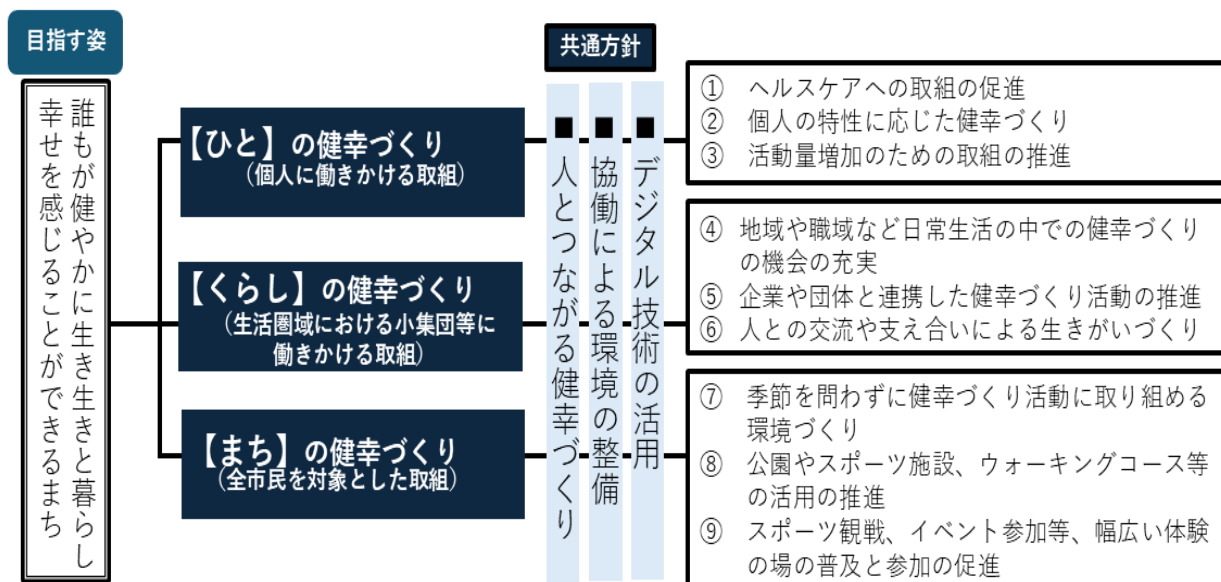 目指す姿
誰もが健やかに生き生きと暮らし
幸せを感じることができるまち
【ひと】の健幸づくり
(個人に働きかける取組)
【くらし】の健幸づくり
(生活圏域における小集団等に
働きかける取組)
【まち】の健幸づくり
(全市民を対象とした取組)
共通方針
■デジタル技術の活用
■協働による環境の整備
■人とつながる健幸づくり
① ヘルスケアへの取組の促進
② 個人の特性に応じた健幸づくり
③ 活動量増加のための取組の推進
④ 地域や職域など日常生活の中での健幸づくり
の機会の充実
⑤ 企業や団体と連携した健幸づくり活動の推進
⑥ 人との交流や支え合いによる生きがいづくり
⑦ 季節を問わずに健幸づくり活動に取り組める
環境づくり
⑧ 公園やスポーツ施設、ウォーキングコース等
の活用の推進
⑨ スポーツ観戦、イベント参加等、幅広い体験
の場の普及と参加の促進